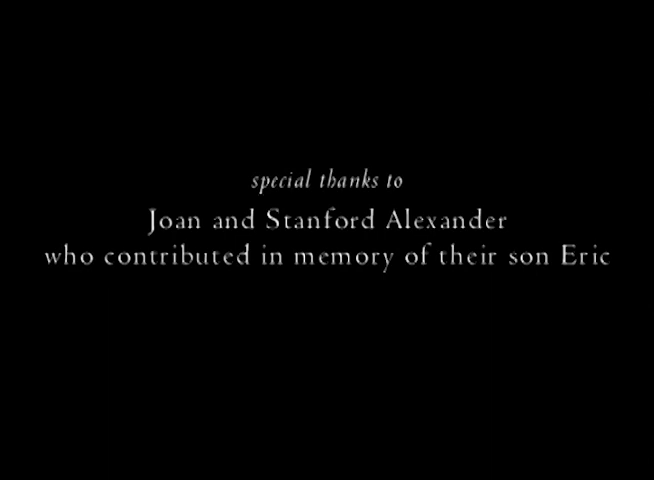 special thanks to
Joan and Stanford Alexander
who contributed in memory of their son Eric